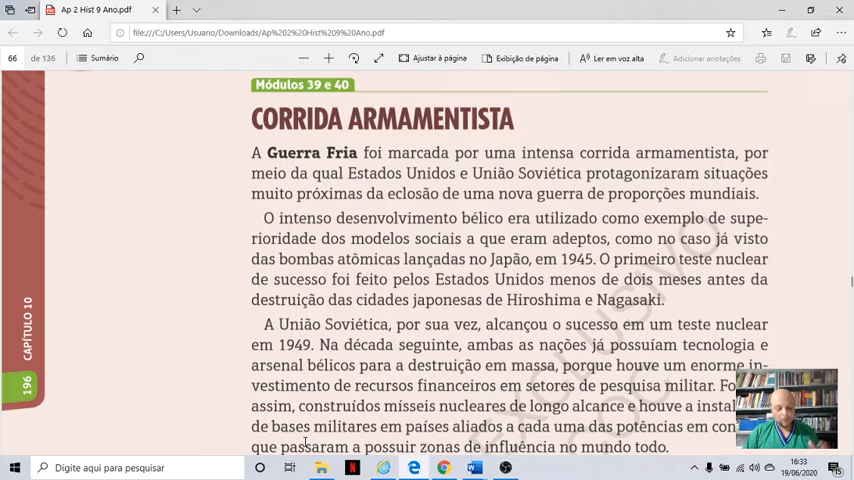 Ap 2 Hist 9 Ano.pdf
file:///C:/Users/Usuario/Downloads/Ap%202%20Hist%209%20Ano.pdf
66 de 136 Sumário Ajustar à página Exibição de página Ler em voz alta Adicionar anotações
Módulos 39 e 40
CORRIDA ARMAMENTISTA
A Guerra Fria foi marcada por uma intensa corrida armamentista, por
meio da qual Estados Unidos e União Soviética protagonizaram situações
muito próximas da eclosão de uma nova guerra de proporções mundiais.
O intenso desenvolvimento bélico era utilizado como exemplo de supe-
rioridade dos modelos sociais a que eram adeptos, como no caso já visto
das bombas atômicas lançadas no Japão, em 1945. O primeiro teste nuclear
de sucesso foi feito pelos Estados Unidos menos de dois meses antes da
destruição das cidades japonesas de Hiroshima e Nagasaki.
A União Soviética, por sua vez, alcançou o sucesso em um teste nuclear
em 1949. Na década seguinte, ambas as nações já possuíam tecnologia e
arsenal bélicos para a destruição em massa, porque houve um enorme in-
vestimento de recursos financeiros em setores de pesquisa militar. Fo
assim, construídos mísseis nucleares de longo alcance e houve a instal
de bases militares em países aliados a cada uma das potências em con
que passaram a possuir zonas de influência no mundo todo.
CAPÍTULO 10
196
EXCLUSIVO
COC
Digite aqui para pesquisar
16:33
19/06/2020
15